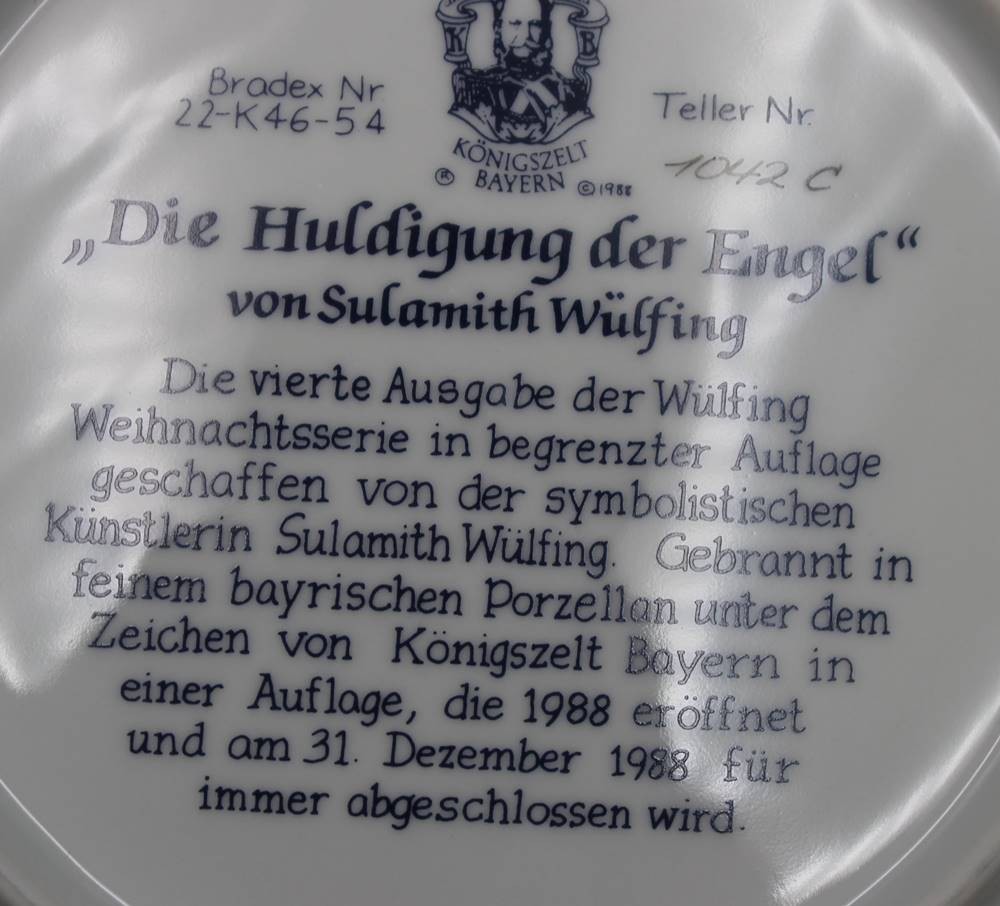 K B
Bradex Nr
22-K46-54
Teller Nr.
1042 C
KÖNIGSZELT
® BAYERN © 1988
„Die Huldigung der Engel“
von Sulamith Wülfing
Die vierte Ausgabe der Wülfing
Weihnachtsserie in begrenzter Auflage
geschaffen von der symbolistischen
Künstlerin Sulamith Wülfing. Gebrannt in
feinem bayrischen Porzellan unter dem
Zeichen von Königszelt Bayern in
einer Auflage, die 1988 eröffnet
und am 31. Dezember 1988 für
immer abgeschlossen wird.